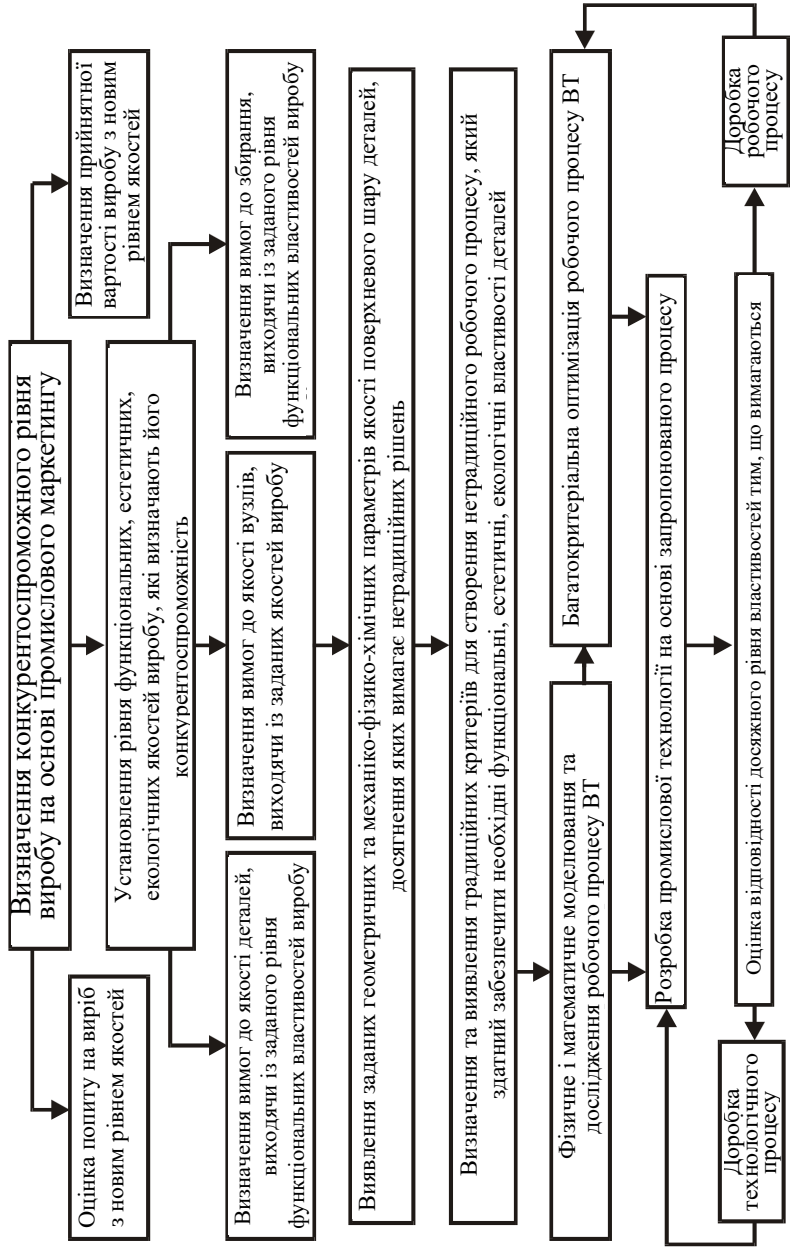 Визначення конкурентоспроможного рівня
виробу на основі промислового маркетингу
Оцінка попиту на виріб
з новим рівнем якостей
Установлення рівня функціональних, естетичних,
екологічних якостей виробу, які визначають його
конкурентоспроможність
Визначення прийнятної
вартості виробу з новим
рівнем якостей
Визначення вимог до якості деталей,
виходячи із заданого рівня
функціональних властивостей виробу
Визначення вимог до якості вузлів,
виходячи із заданих якостей виробу
Визначення вимог до збирання,
виходячи із заданого рівня
функціональних властивостей виробу
Виявлення заданих геометричних та механіко-фізико-хімічних параметрів якості поверхневого шару деталей,
досягнення яких вимагає нетрадиційних рішень
Визначення та виявлення традиційних критеріїв для створення нетрадиційного робочого процесу, який
здатний забезпечити необхідні функціональні, естетичні, екологічні властивості деталей
Фізичне і математичне моделювання та
дослідження робочого процесу ВТ
Багатокритеріальна оптимізація робочого процесу ВТ
Розробка промислової технології на основі запропонованого процесу
Оцінка відповідності досяжного рівня властивостей тим, що вимагаються
Доробка
технологічного
процесу
Доробка
робочого
процесу